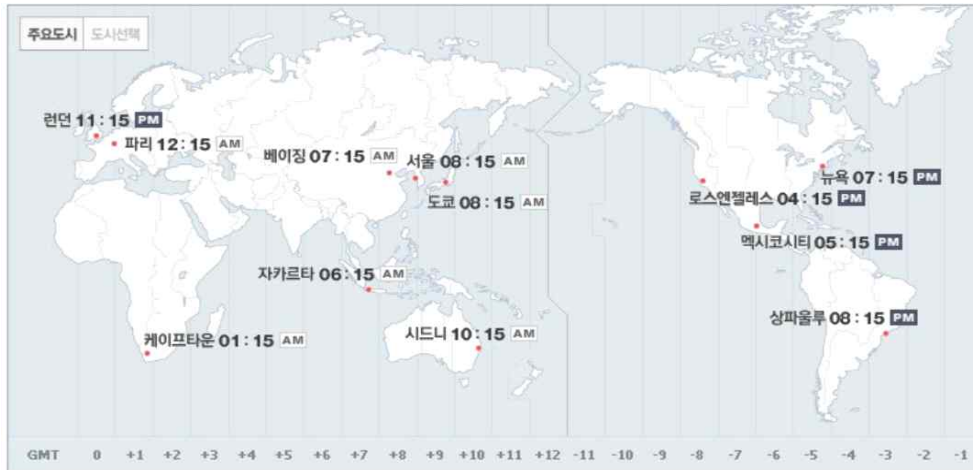 주요도시 도시선택
런던 11:15 PM
파리 12:15 AM
베이징 07:15 AM
서울 08:15 AM
도쿄 08:15 AM
뉴욕 07:15 PM
로스엔젤레스 04:15 PM
멕시코시티 05:15 PM
자카르타 06:15 AM
상파울루 08:15 PM
케이프타운 01:15 AM
시드니 10:15 AM
GMT 0 +1 +2 +3 +4 +5 +6 +7 +8 +9 +10 +11 +12 -11 -10 -9 -8 -7 -6 -5 -4 -3 -2 -1